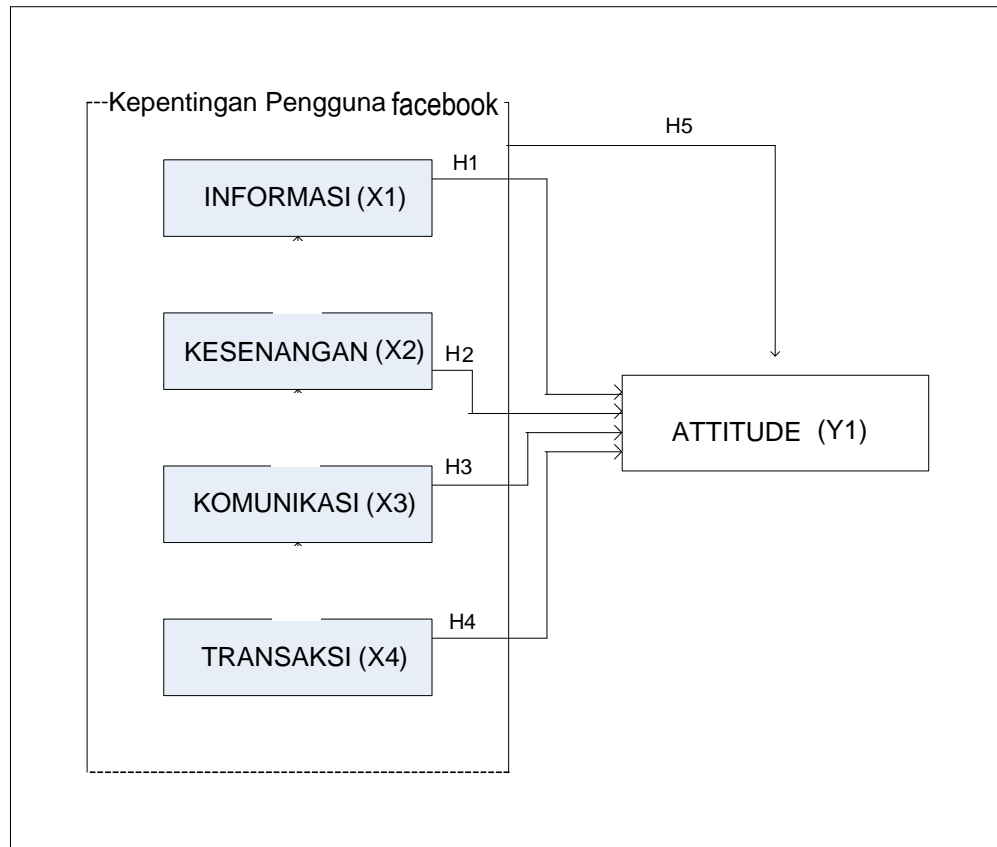 Kepentingan Pengguna facebook
H5
H1
INFORMASI (X1)
KESENANGAN (X2)
H2
ATTITUDE (Y1)
H3
KOMUNIKASI (X3)
H4
TRANSAKSI (X4)